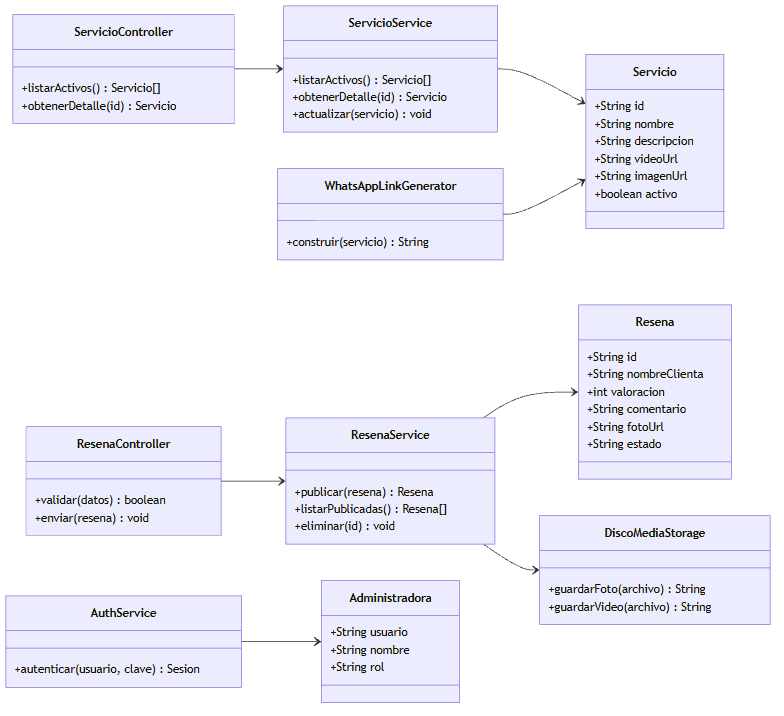 ServicioController
+listarActivos() : Servicio[]
+obtenerDetalle(id) : Servicio
ServicioService
+listarActivos() : Servicio[]
+obtenerDetalle(id) : Servicio
+actualizar(servicio) : void
Servicio
+String id
+String nombre
+String descripcion
+String videoUrl
+String imagenUrl
+boolean activo
WhatsAppLinkGenerator
+construir(servicio) : String
Resena
+String id
+String nombreClienta
+int valoracion
+String comentario
+String fotoUrl
+String estado
ResenaController
+validar(datos) : boolean
+enviar(resena) : void
ResenaService
+publicar(resena) : Resena
+listarPublicadas() : Resena[]
+eliminar(id) : void
DiscoMediaStorage
+guardarFoto(archivo) : String
+guardarVideo(archivo) : String
AuthService
+autenticar(usuario, clave) : Sesion
Administradora
+String usuario
+String nombre
+String rol